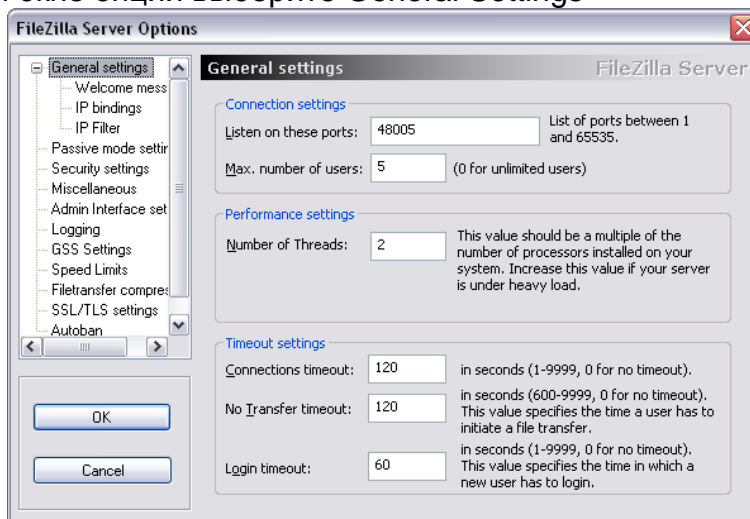 окно опций выберите General Settings
FileZilla Server Options
General settings
Welcome mess
IP bindings
IP Filter
Passive mode settir
Security settings
Miscellaneous
Admin Interface set
Logging
GSS Settings
Speed Limits
Filetransfer compres
SSL/TLS settings
Autoban
OK
Cancel
General settings
FileZilla Server
Connection settings
Listen on these ports: 48005 List of ports between 1
and 65535.
Max. number of users: 5 (0 for unlimited users)
Performance settings
Number of Threads: 2 This value should be a multiple of the
number of processors installed on your
system. Increase this value if your server
is under heavy load.
Timeout settings
Connections timeout: 120 in seconds (1-9999, 0 for no timeout).
No Transfer timeout: 120 in seconds (600-9999, 0 for no timeout).
This value specifies the time a user has to
initiate a file transfer.
Login timeout: 60 in seconds (1-9999, 0 for no timeout).
This value specifies the time in which a
new user has to login.